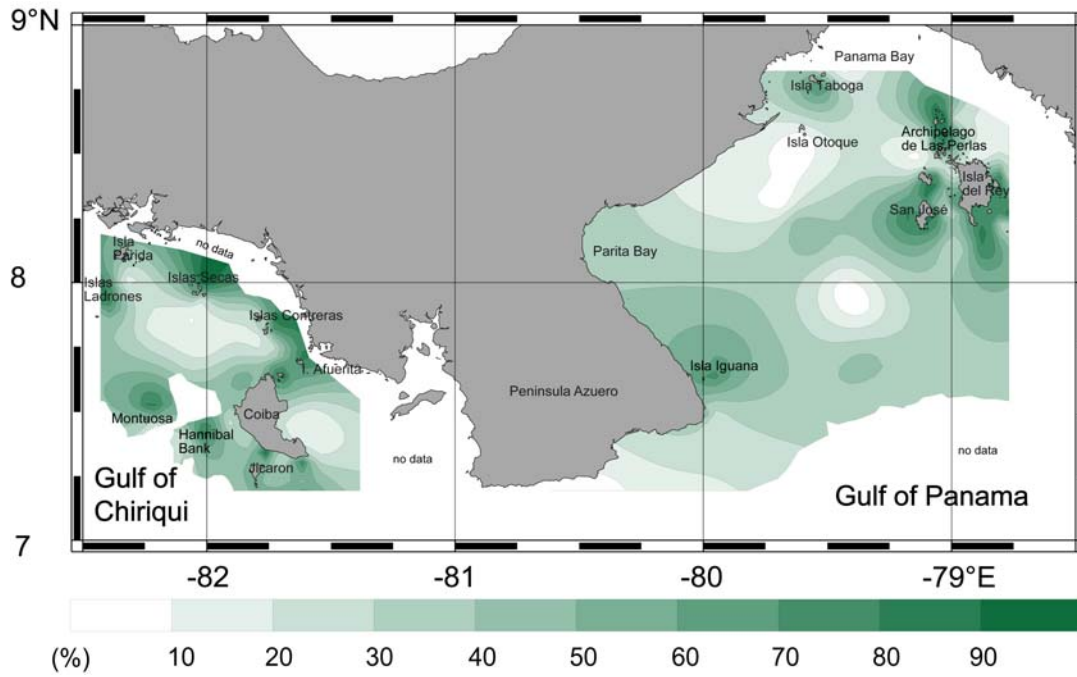 9°N
Panama Bay
Isla Taboga
Isla Otoque
Archipelago
de Las Perlas
Isla
del Rey
San José
Parita Bay
no data
Isla
Parida
Islas Secas
Islas
Ladrones
8
Islas Contreras
I. Afuerita
Isla Iguana
Peninsula Azuero
Coiba
Montuosa
Hannibal
Bank
Jicaron
no data
no data
Gulf of
Chiriqui
Gulf of Panama
7
-82 -81 -80 -79°E
(%) 10 20 30 40 50 60 70 80 90